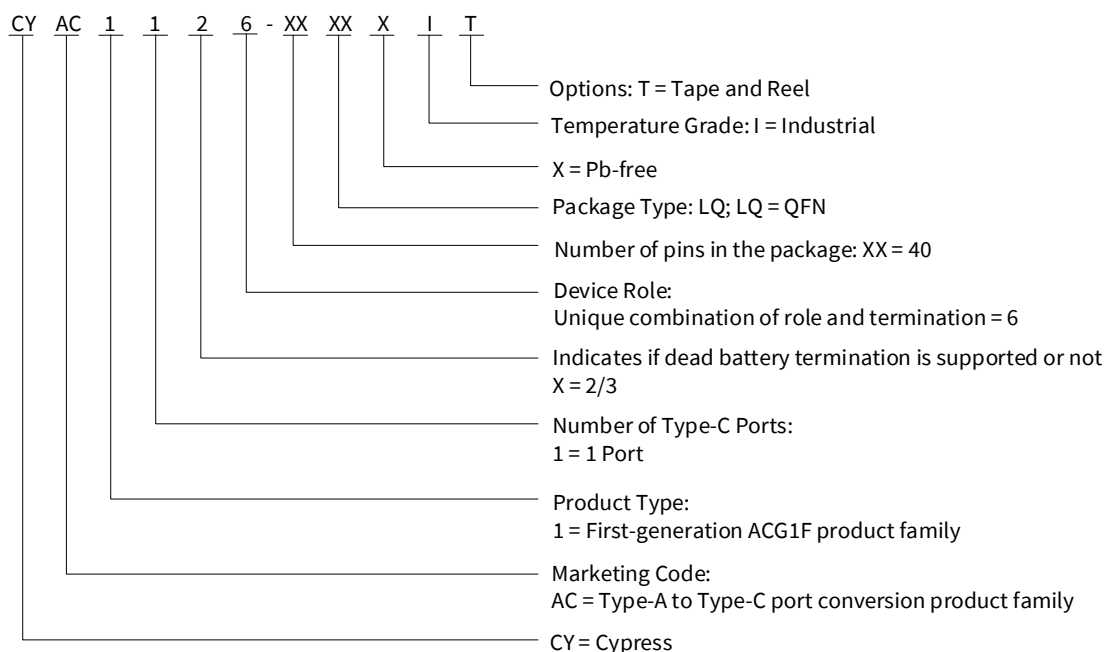 CY AC 1 1 2 6 - XX XX X I T
Options: T = Tape and Reel
Temperature Grade: I = Industrial
X = Pb-free
Package Type: LQ; LQ = QFN
Number of pins in the package: XX = 40
Device Role:
Unique combination of role and termination = 6
Indicates if dead battery termination is supported or not
X = 2/3
Number of Type-C Ports:
1 = 1 Port
Product Type:
1 = First-generation ACG1F product family
Marketing Code:
AC = Type-A to Type-C port conversion product family
CY = Cypress